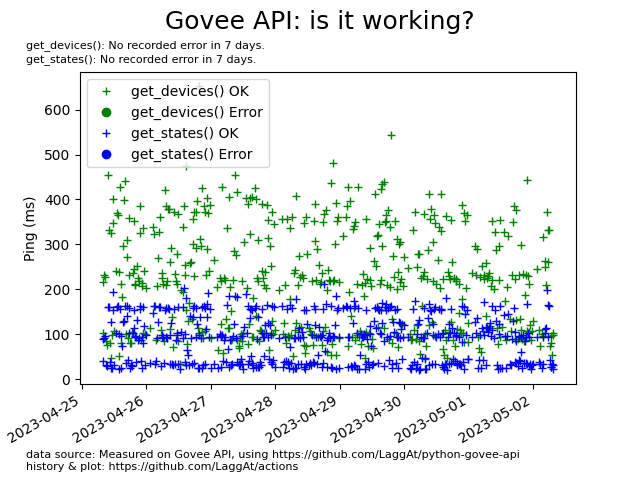 Govee API: is it working?
get_devices(): No recorded error in 7 days.
get_states(): No recorded error in 7 days.
get_devices() OK
get_devices() Error
get_states() OK
get_states() Error
Ping (ms)
600
500
400
300
200
100
0
2023-04-25
2023-04-26
2023-04-27
2023-04-28
2023-04-29
2023-04-30
2023-05-01
2023-05-02
data source: Measured on Govee API, using https://github.com/LaggAt/python-govee-api
history & plot: https://github.com/LaggAt/actions